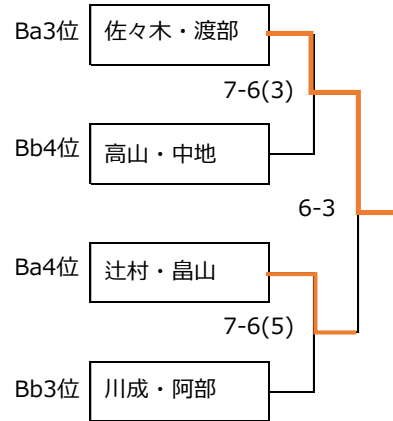 Ba3位 佐々木・渡部
7-6(3)
Bb4位 高山・中地
6-3
Ba4位 辻村・畠山
7-6(5)
Bb3位 川成・阿部